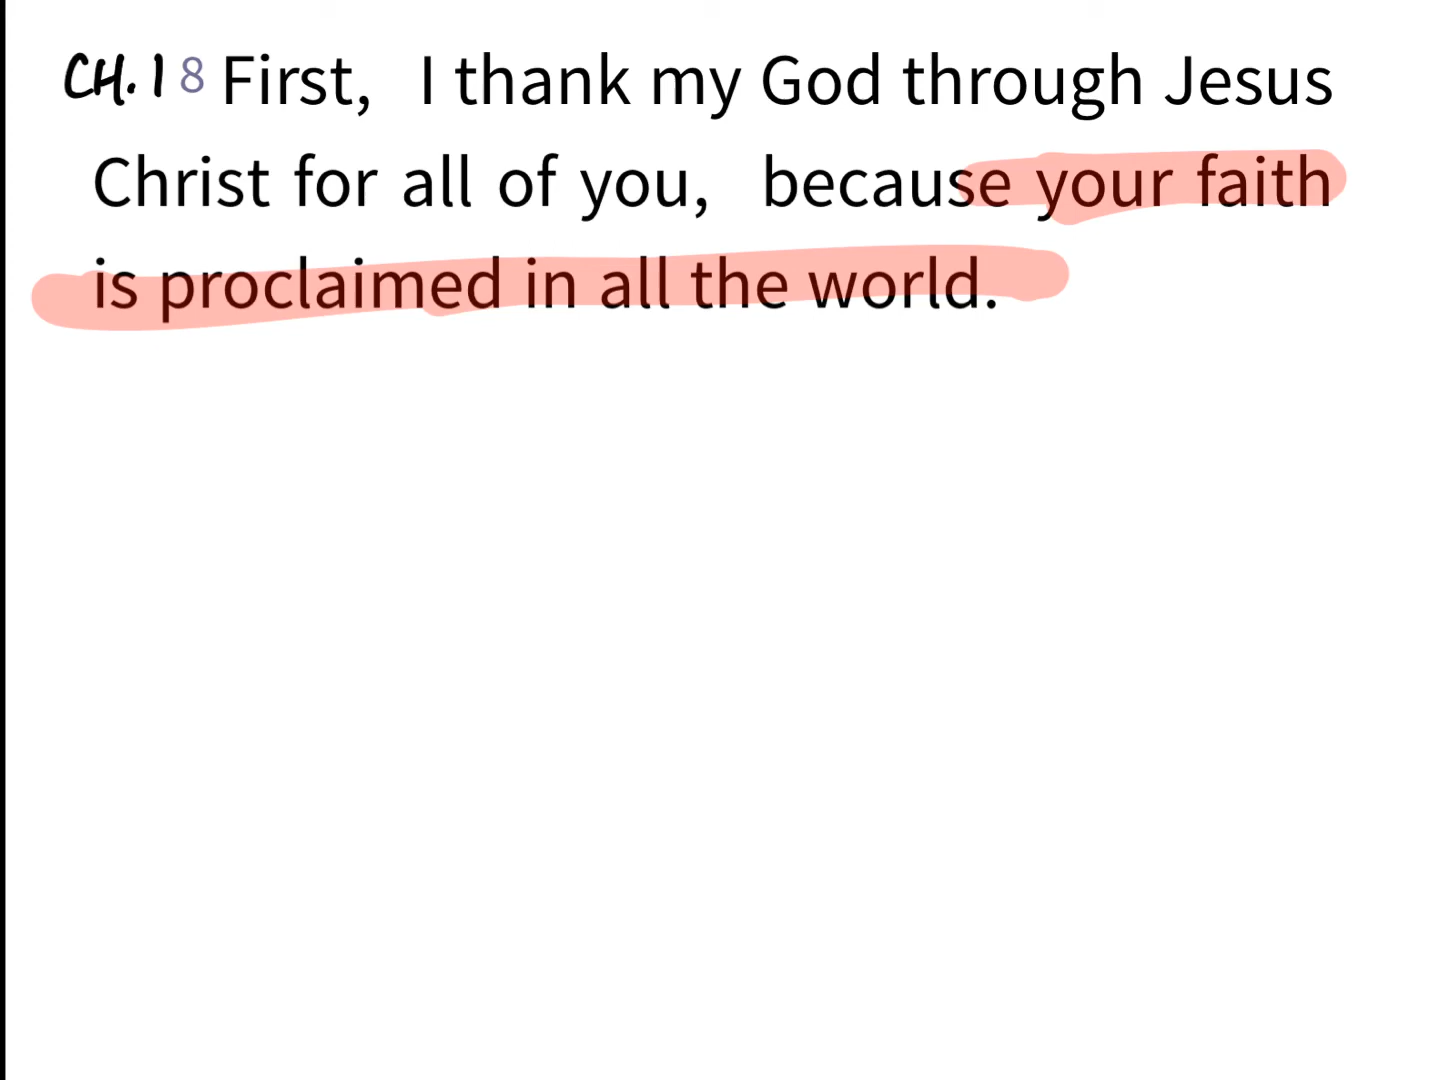 CH. 1 8 First, I thank my God through Jesus
Christ for all of you, because your faith
is proclaimed in all the world.